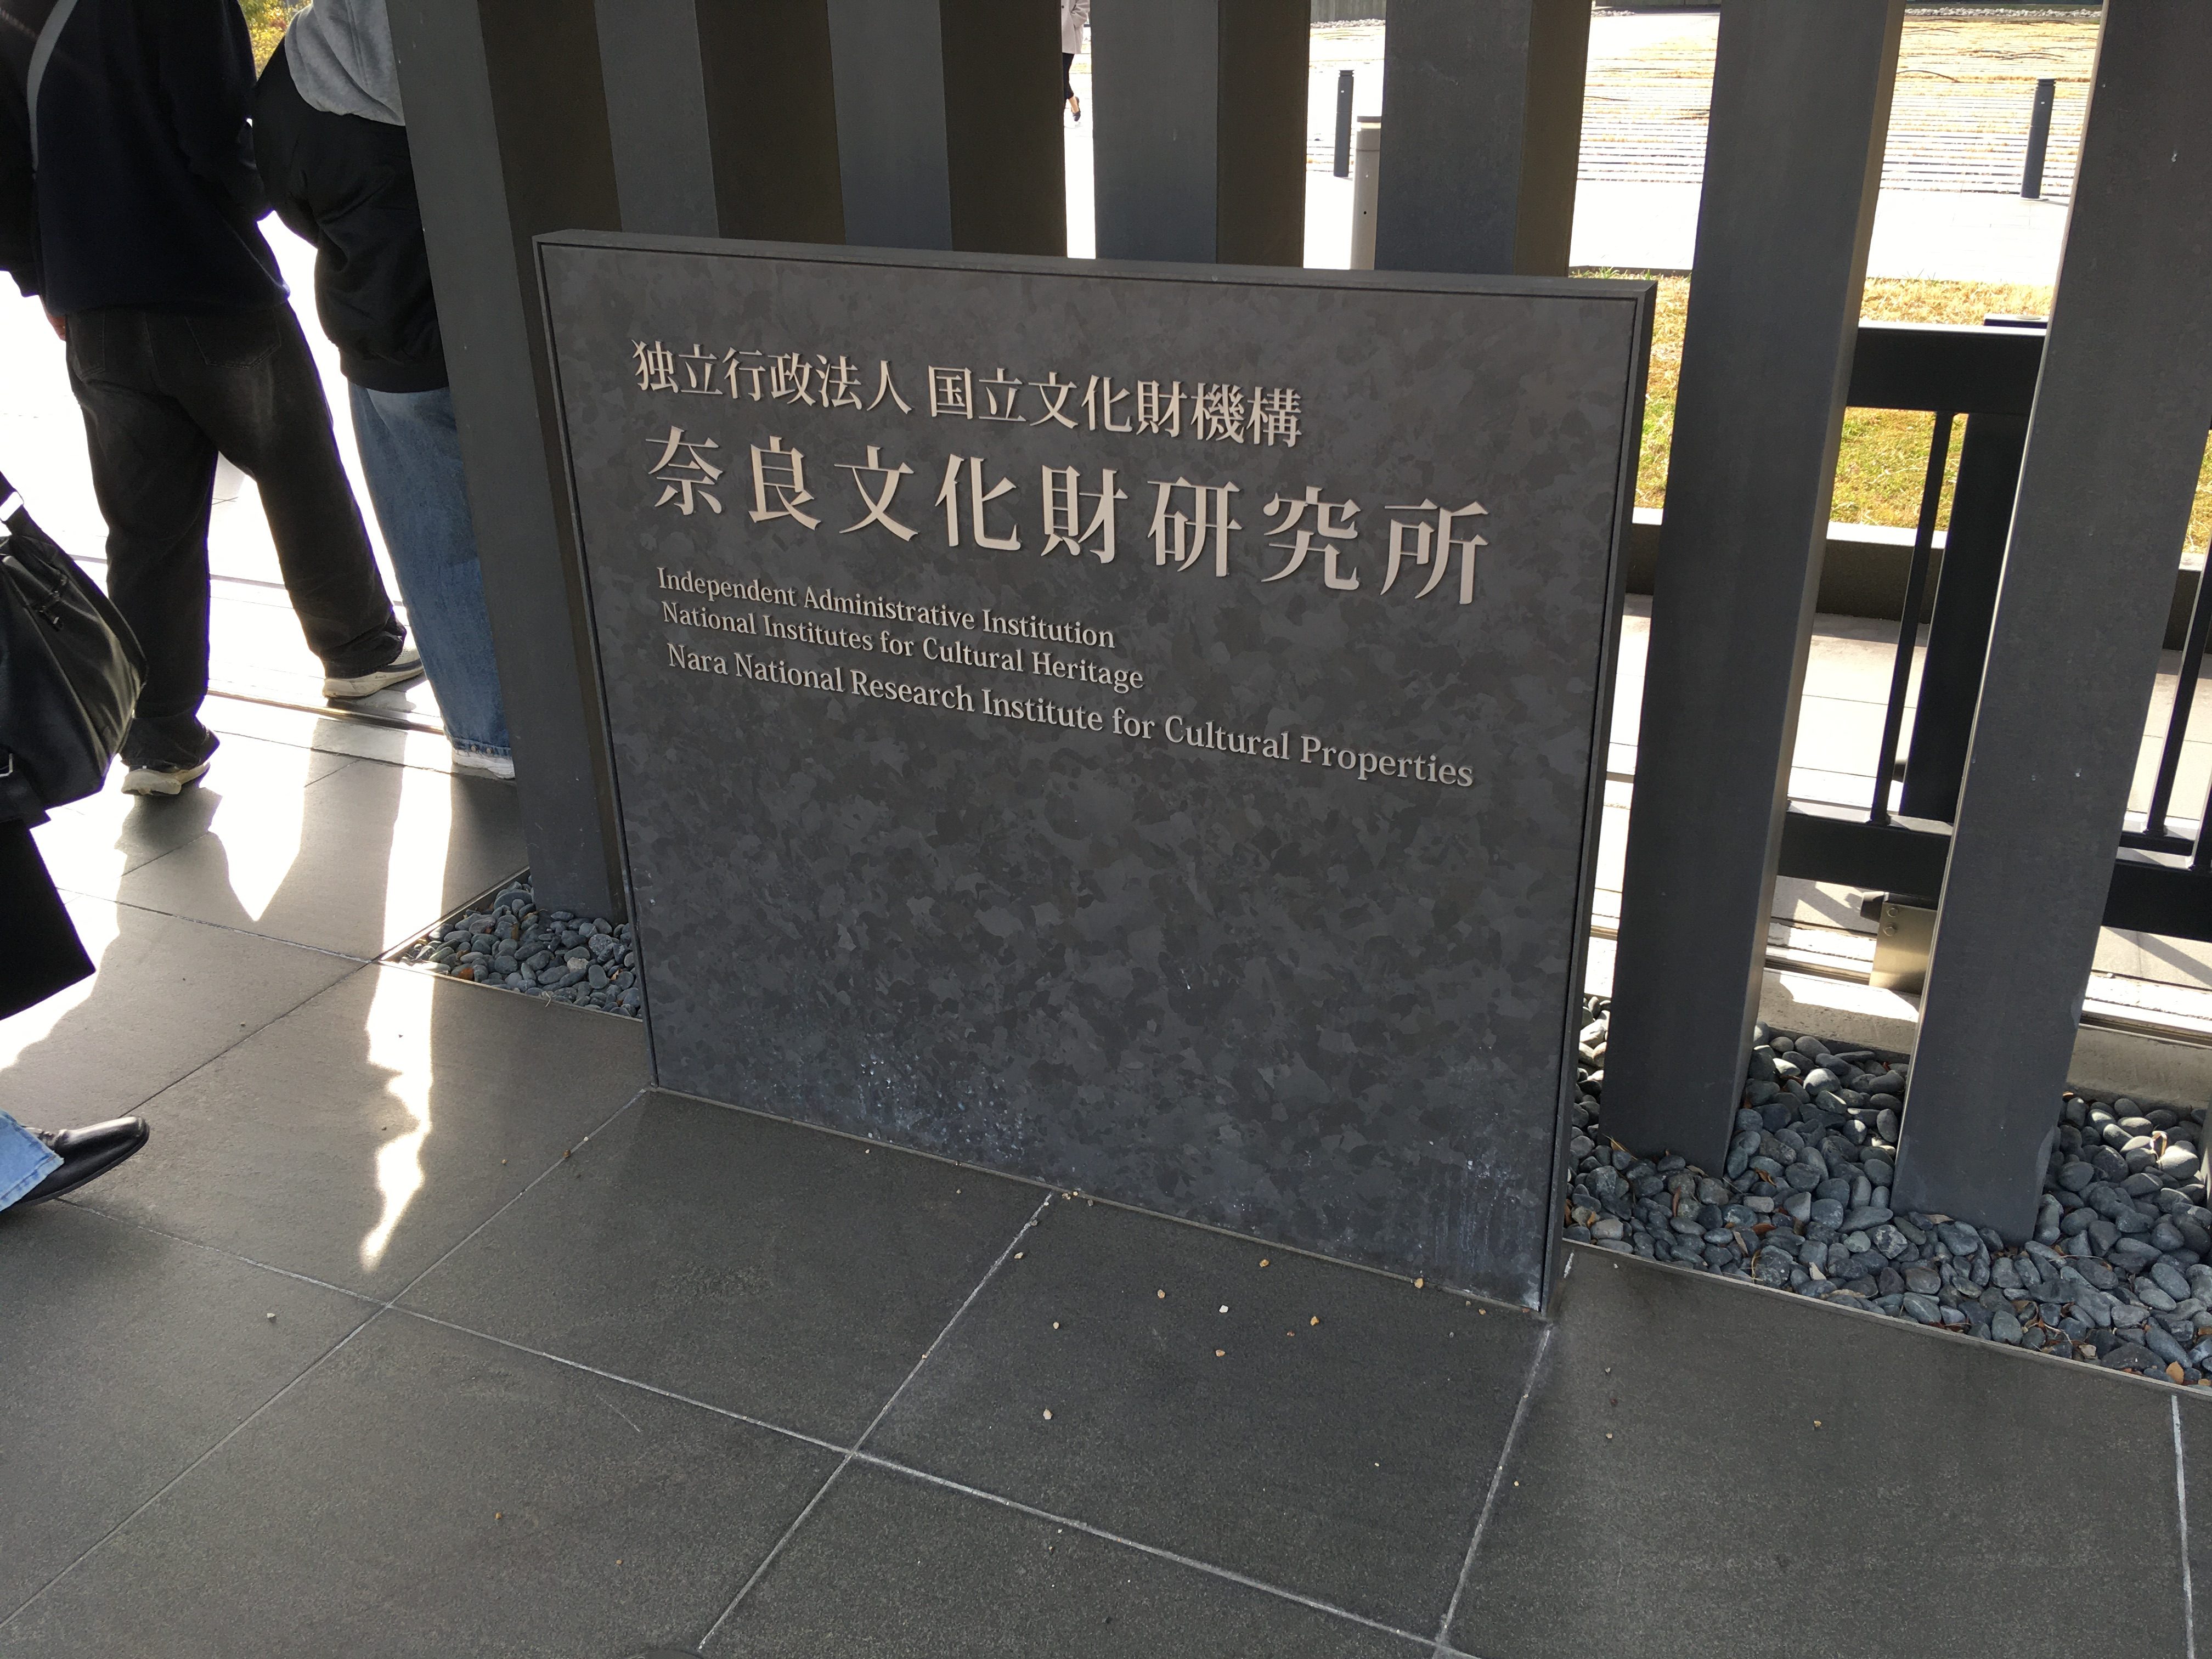 独立行政法人 国立文化財機構
奈良文化財研究所
Independent Administrative Institution
National Institutes for Cultural Heritage
Nara National Research Institute for Cultural Properties